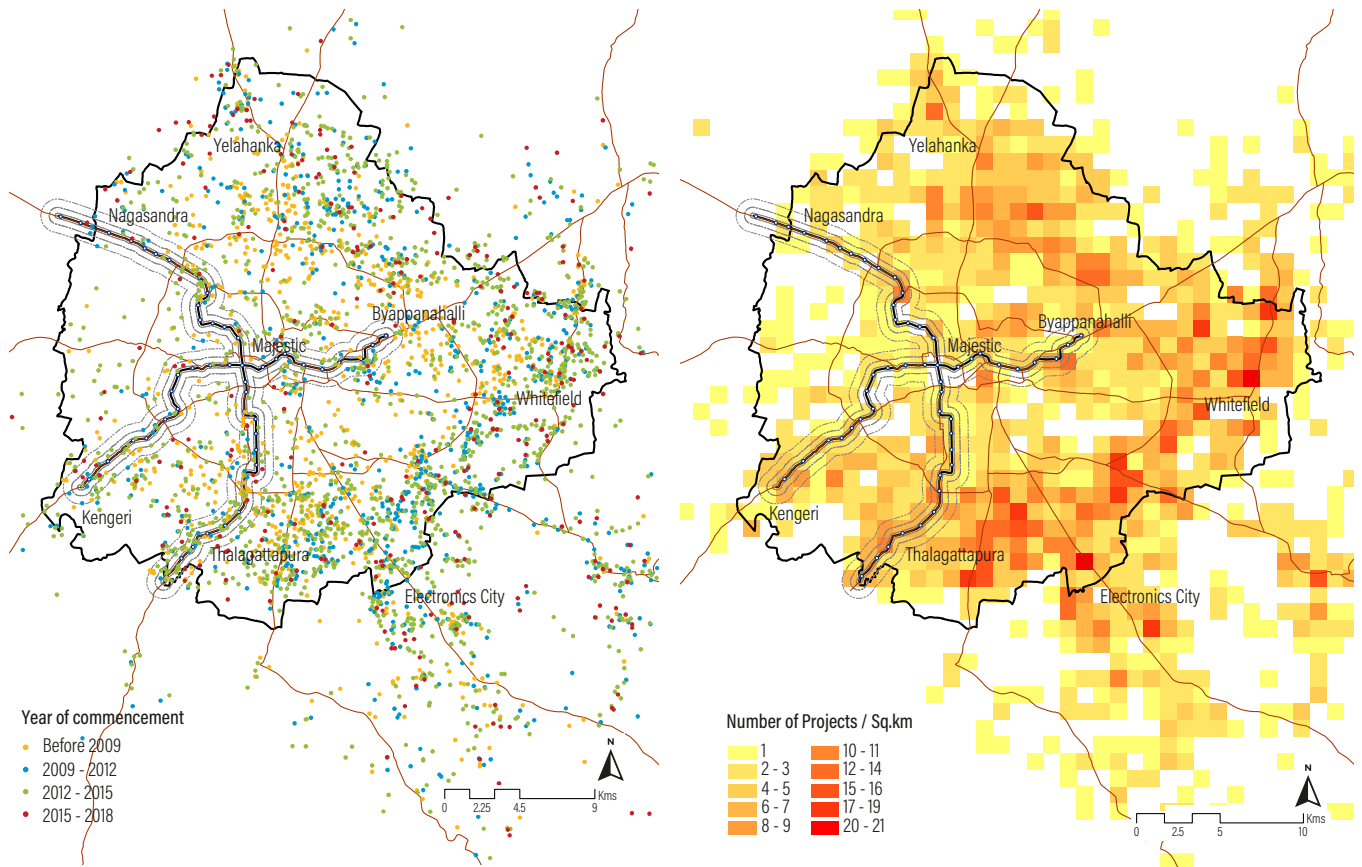 Yelahanka
Nagasandra
Byappanahalli
Majestic
Whitefield
Kengeri
Thalagattapura
Electronics City
Year of commencement
Before 2009
2009 - 2012
2012 - 2015
2015 - 2018
N
0 2.25 4.5 9
Kms
Yelahanka
Nagasandra
Byappanahalli
Majestic
Whitefield
Kengeri
Thalagattapura
Electronics City
Number of Projects / Sq.km
1
2 - 3
4 - 5
6 - 7
8 - 9
10 - 11
12 - 14
15 - 16
17 - 19
20 - 21
N
Kms
0 2.5 5 10